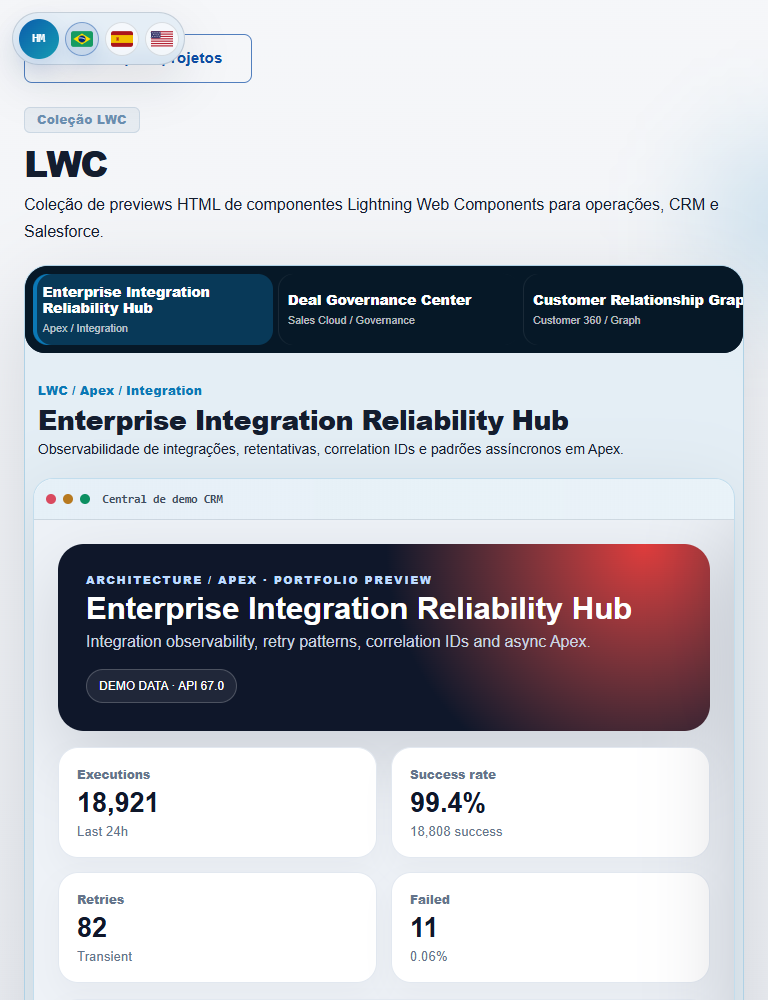 HM
Coleção LWC
LWC
Coleção de previews HTML de componentes Lightning Web Components para operações, CRM e
Salesforce.
Enterprise Integration
Reliability Hub
Apex / Integration
Deal Governance Center
Sales Cloud / Governance
Customer Relationship Grap
Customer 360 / Graph
LWC / Apex / Integration
Enterprise Integration Reliability Hub
Observabilidade de integrações, retentativas, correlation IDs e padrões assíncronos em Apex.
Central de demo CRM
ARCHITECTURE / APEX · PORTFOLIO PREVIEW
Enterprise Integration Reliability Hub
Integration observability, retry patterns, correlation IDs and async Apex.
DEMO DATA · API 67.0
Executions
18,921
Last 24h
Success rate
99.4%
18,808 success
Retries
82
Transient
Failed
11
0.06%